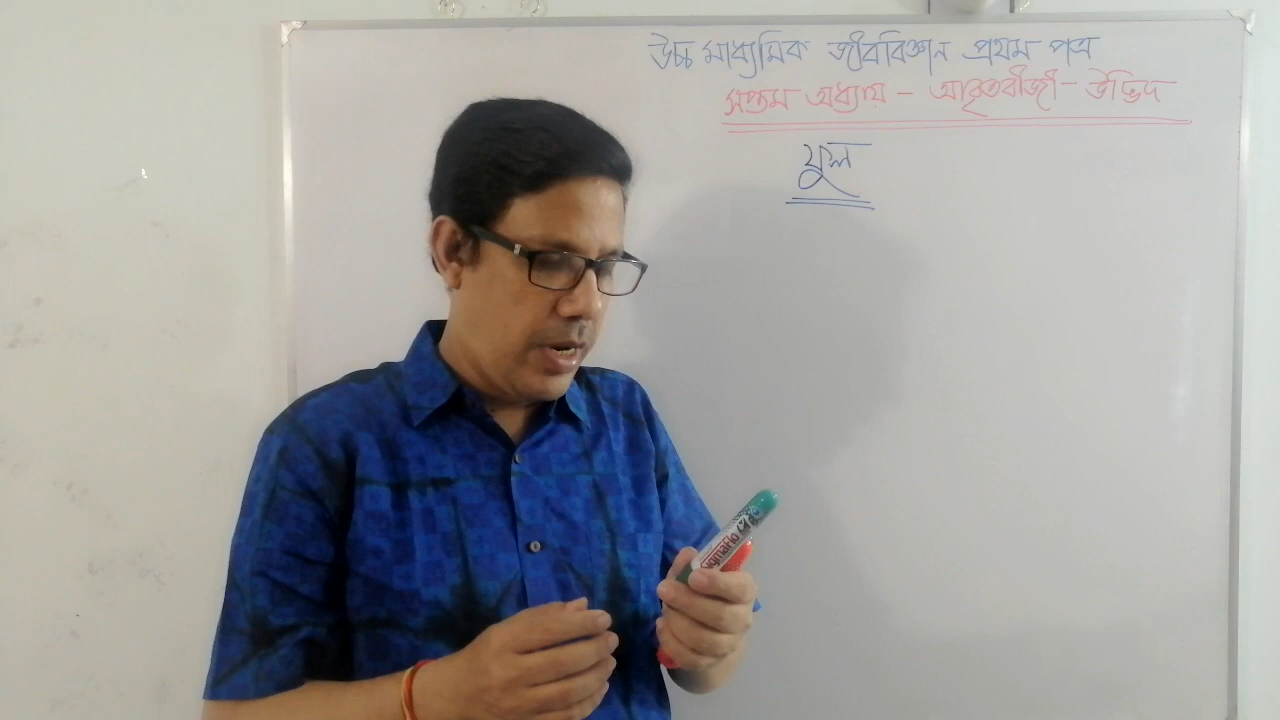 উচ্চ মাধ্যমিক জীববিজ্ঞান প্রথম পত্র
সপ্তম অধ্যায় - আবৃতবীজী - উদ্ভিদ
ফুল